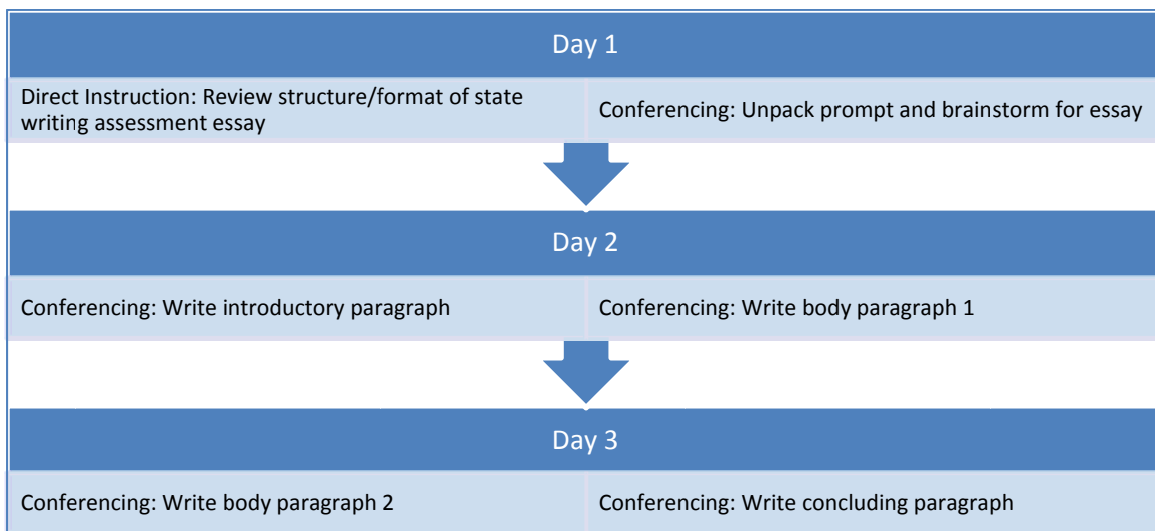 Day 1
Direct Instruction: Review structure/format of state
writing assessment essay
Conferencing: Unpack prompt and brainstorm for essay
Day 2
Conferencing: Write introductory paragraph
Conferencing: Write body paragraph 1
Day 3
Conferencing: Write body paragraph 2
Conferencing: Write concluding paragraph